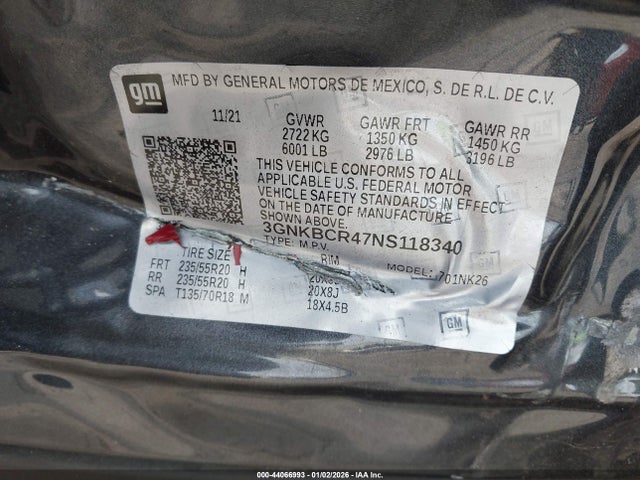 gm
MFD BY GENERAL MOTORS DE MEXICO, S. DE R.L. DE C.V.
11/21 GVWR GAWR FRT GAWR RR
2722 KG 1350 KG 1450 KG
6001 LB 2976 LB 3196 LB
THIS VEHICLE CONFORMS TO ALL
APPLICABLE U.S. FEDERAL MOTOR
VEHICLE SAFETY STANDARDS IN EFFECT
ON THE DATE OF MANUFACTURE
SHOWN ABOVE.
3GNKBCR47NS118340
TYPE: M.P.V. MODEL: 701NK26
TIRE SIZE RIM
FRT 235/55R20 H
RR 235/55R20 H 20X8J
SPA T135/70R18 M 18X4.5B
GM
GM
000-44066993 - 01/02/2026 - IAA Inc.